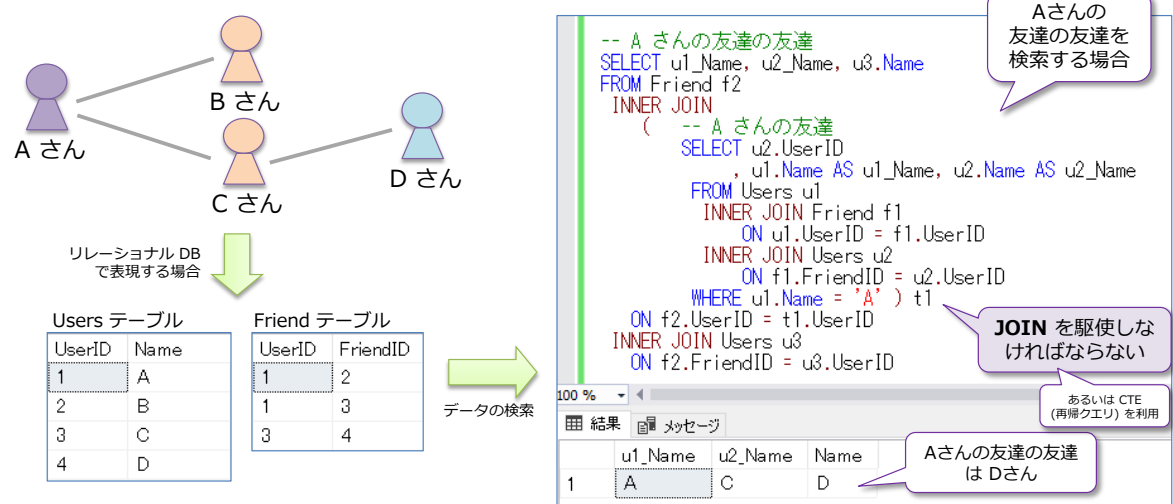 A さん
B さん
C さん
D さん
リレーショナル DB
で表現する場合
Users テーブル
UserID Name
1 A
2 B
3 C
4 D
Friend テーブル
UserID FriendID
1 2
1 3
3 4
データの検索
Aさんの
友達の友達を
検索する場合
-- A さんの友達の友達
SELECT u1_Name, u2_Name, u3.Name
FROM Friend f2
INNER JOIN
( -- A さんの友達
SELECT u2.UserID
, u1.Name AS u1_Name, u2.Name AS u2_Name
FROM Users u1
INNER JOIN Friend f1
ON u1.UserID = f1.UserID
INNER JOIN Users u2
ON f1.FriendID = u2.UserID
WHERE u1.Name = 'A' ) t1
ON f2.UserID = t1.UserID
INNER JOIN Users u3
ON f2.FriendID = u3.UserID
JOIN を駆使しな
ければならない
あるいは CTE
(再帰クエリ) を利用
100 %
結果 メッセージ
u1_Name u2_Name Name
1 A C D
Aさんの友達の友達
は Dさん